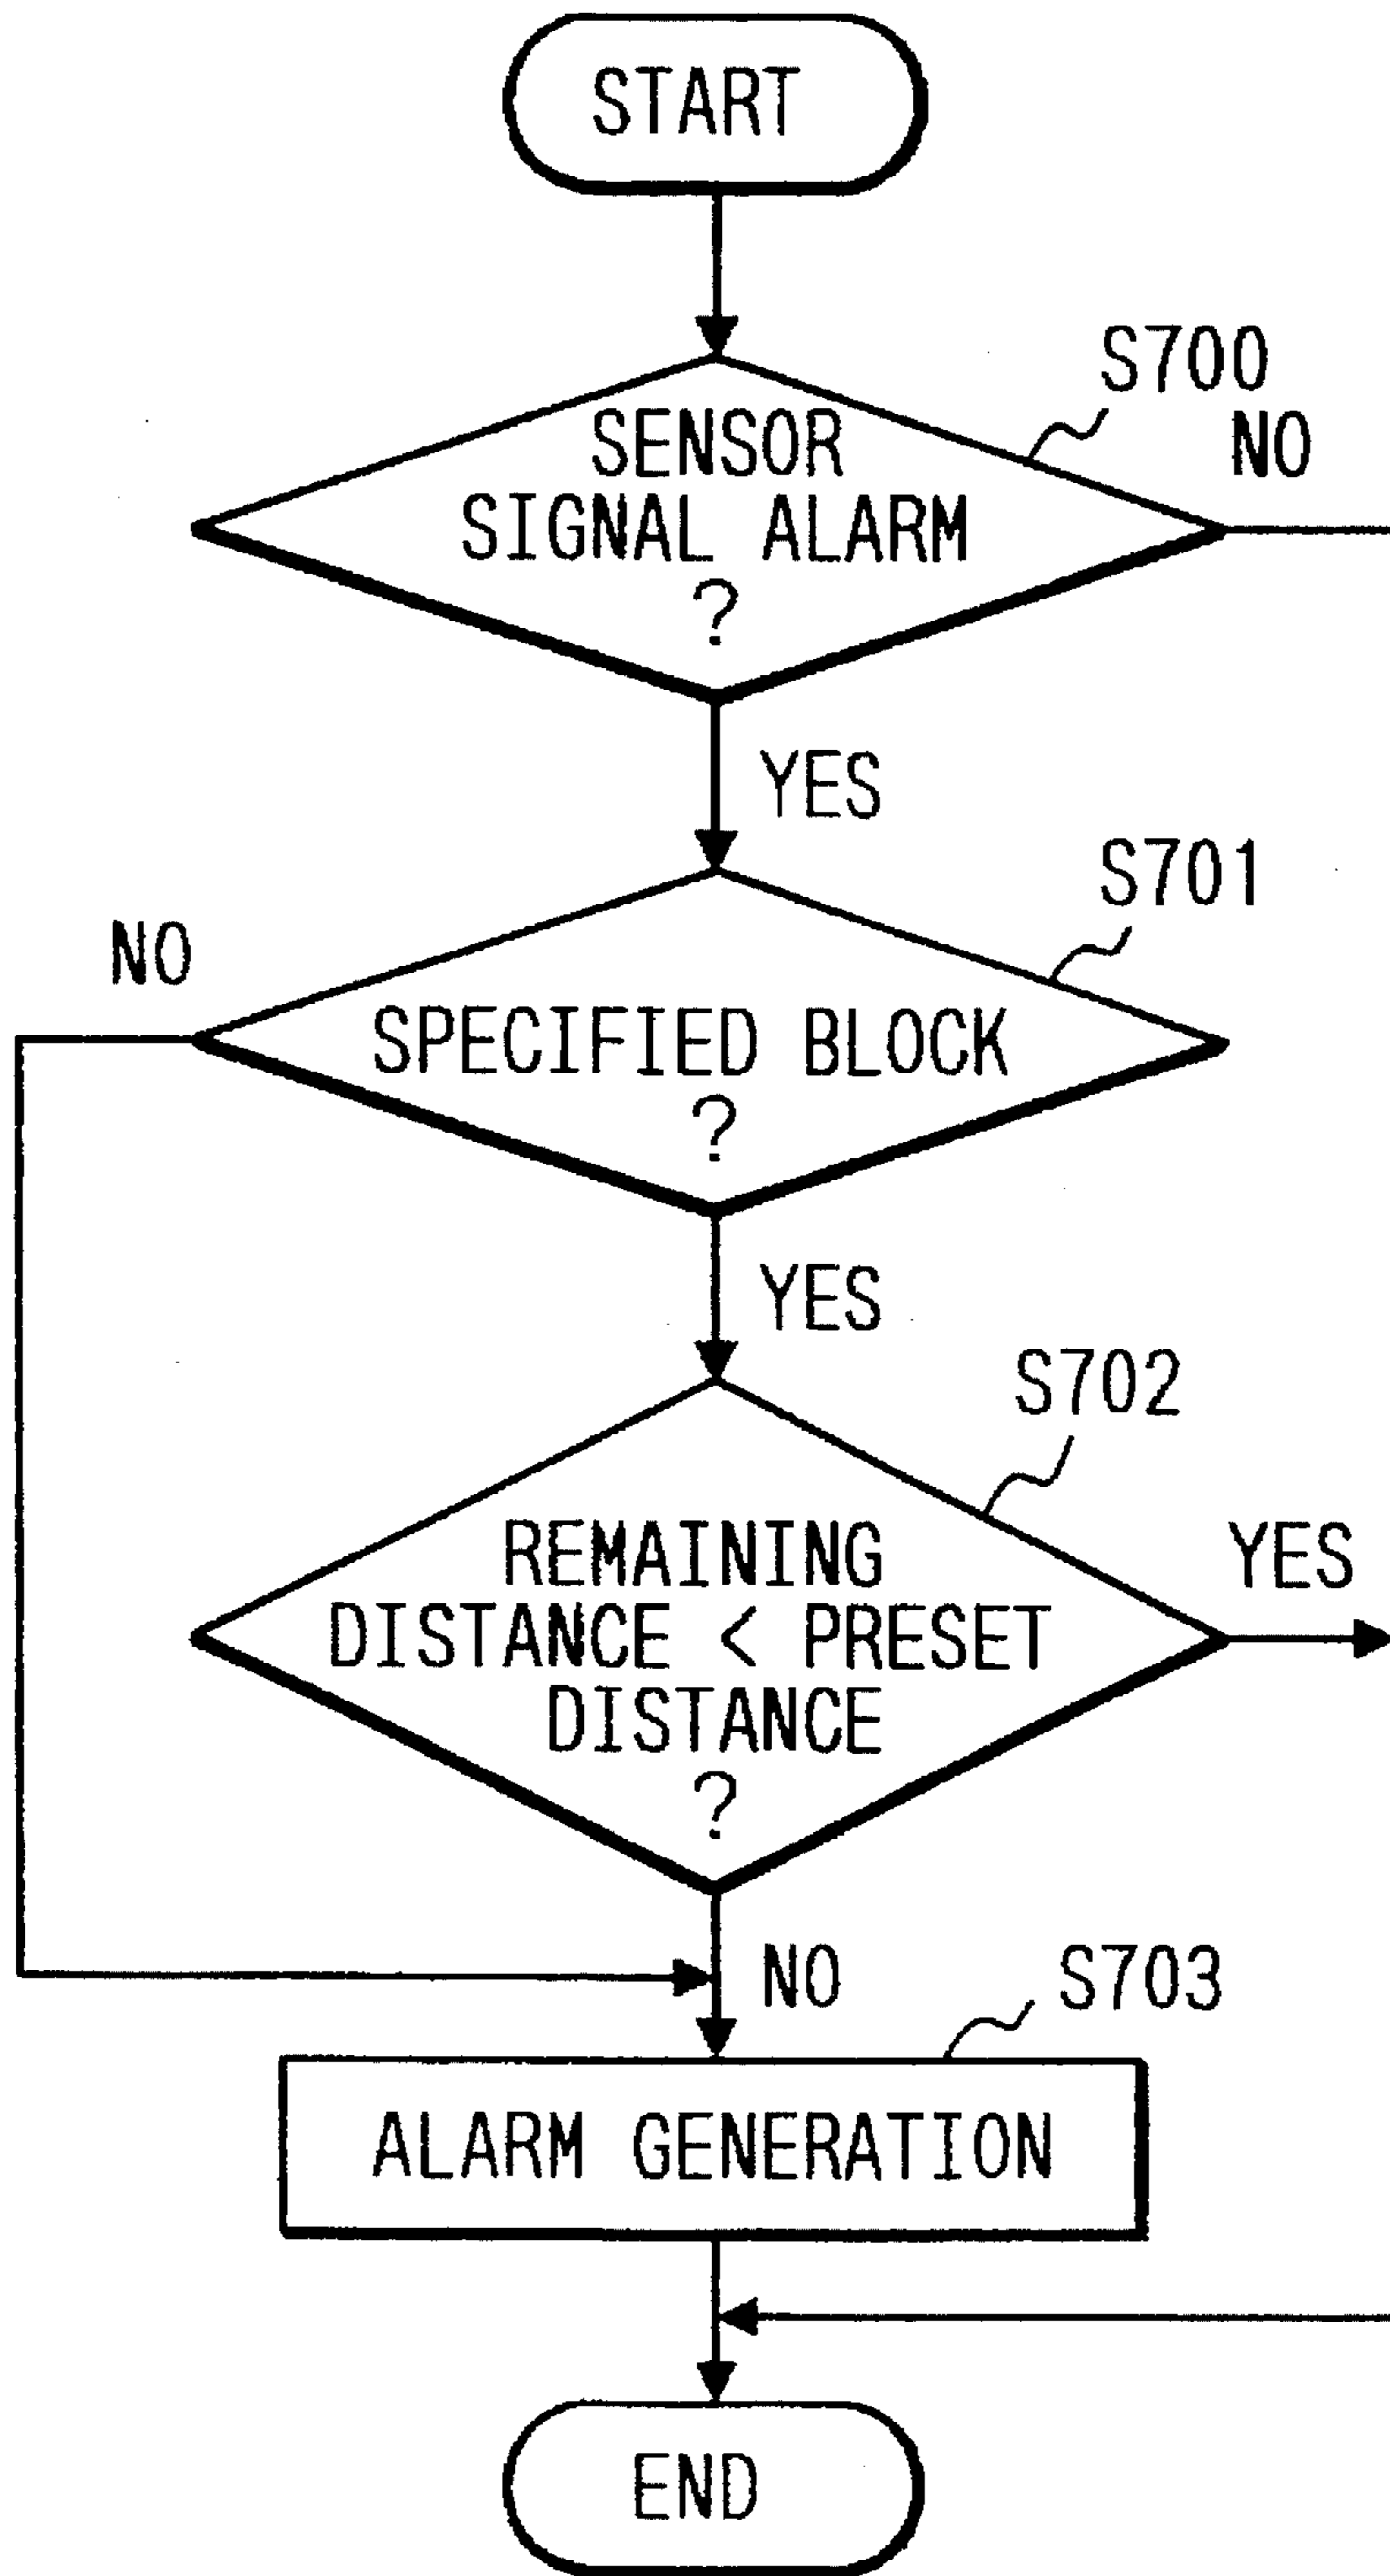 START
S700
SENSOR
NO
SIGNAL ALARM
?
YES
S701
NO
SPECIFIED BLOCK
?
YES
S702
REMAINING
YES
DISTANCE < PRESET
DISTANCE
?
NO
S703
ALARM GENERATION
END